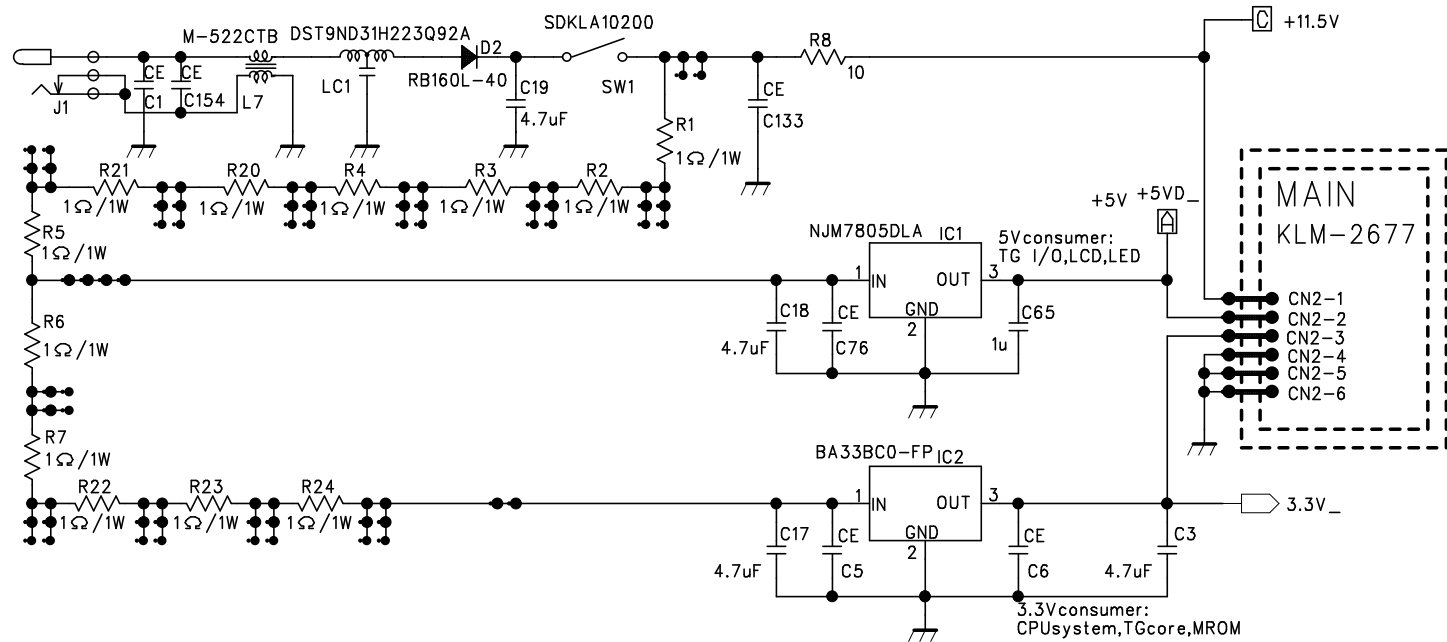 SDKLA10200
C +11.5V
M-522CTB DST9ND31H223Q92A
D2
R8
CE CE
RB160L-40
C19
SW1
10
CE
J1 C1 C154 L7 LC1
4.7uF
C133
R1
1Ω/1W
R21 R20 R4 R3 R2
1Ω/1W 1Ω/1W 1Ω/1W 1Ω/1W 1Ω/1W
+5V +5VD_
A
MAIN
KLM-2677
R5
1Ω/1W
NJM7805DLA IC1
5Vconsumer:
TG I/O,LCD,LED
1 IN OUT 3
GND
2
C18 CE C65
4.7uF C76 1u
CN2-1
CN2-2
CN2-3
CN2-4
CN2-5
CN2-6
R6
1Ω/1W
R7
1Ω/1W
BA33BC0-FP IC2
R22 R23 R24
1Ω/1W 1Ω/1W 1Ω/1W
1 IN OUT 3
GND
2
3.3V_
C17 CE CE C3
4.7uF C5 C6 4.7uF
3.3Vconsumer:
CPUsystem,TGcore,MROM